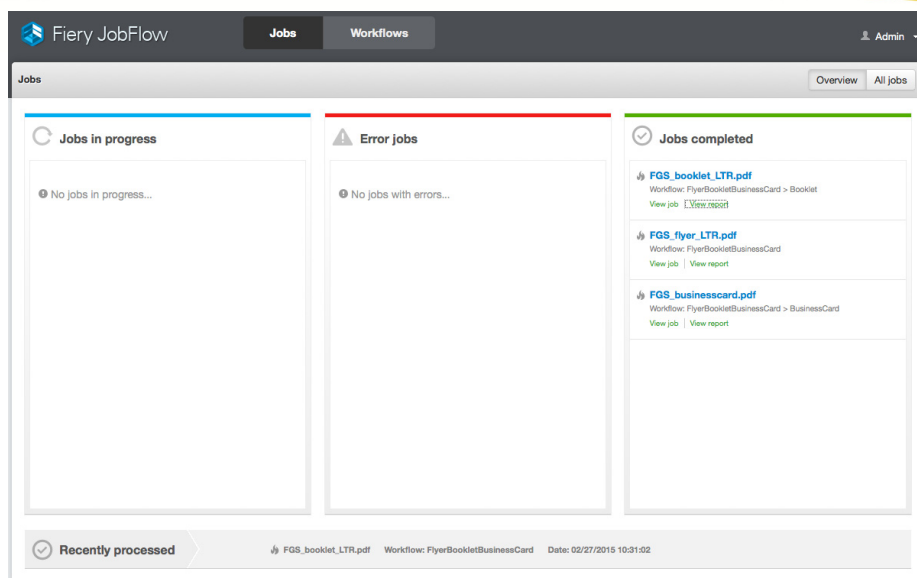 Fiery JobFlow
Jobs
Workflows
Admin
Jobs
Overview
All jobs
Jobs in progress
No jobs in progress...
Error jobs
No jobs with errors...
Jobs completed
FGS_booklet_LTR.pdf
Workflow: FlyerBookletBusinessCard > Booklet
View job | View report
FGS_flyer_LTR.pdf
Workflow: FlyerBookletBusinessCard
View job | View report
FGS_businesscard.pdf
Workflow: FlyerBookletBusinessCard > BusinessCard
View job | View report
Recently processed
FGS_booklet_LTR.pdf Workflow: FlyerBookletBusinessCard Date: 02/27/2015 10:31:02